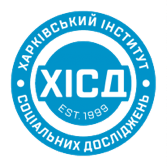 ХАРКІВСЬКИЙ ІНСТИТУТ
ХІСД
EST. 1999
СОЦІАЛЬНИХ ДОСЛІДЖЕНЬ